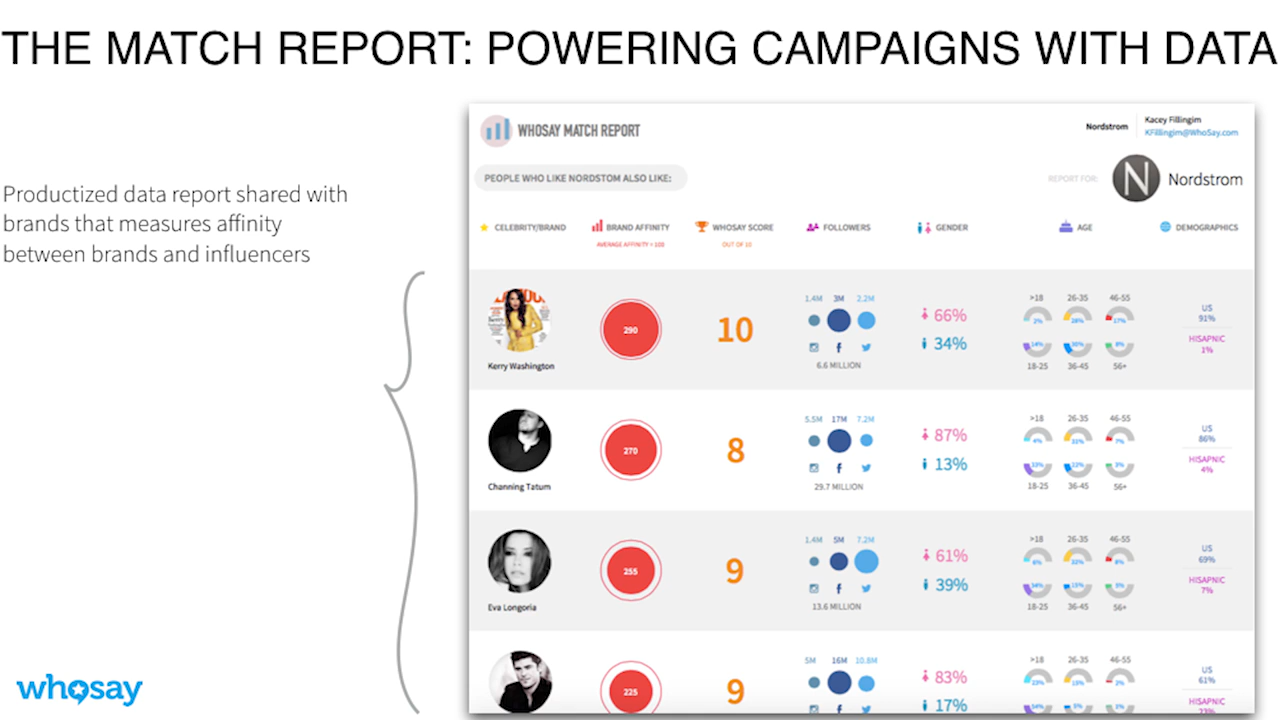 THE MATCH REPORT: POWERING CAMPAIGNS WITH DATA
Productized data report shared with
brands that measures affinity
between brands and influencers
whosay
WHOSAY MATCH REPORT
Nordstrom
Kacey Fillingim
KFillingim@WhoSay.com
PEOPLE WHO LIKE NORDSTOM ALSO LIKE:
REPORT FOR:
N
Nordstrom
CELEBRITY/BRAND
BRAND AFFINITY
WHOSAY SCORE
FOLLOWERS
GENDER
AGE
DEMOGRAPHICS
AVERAGE AFFINITY = 100
OUT OF 10
Kerry Washington
290
10
1.4M 3M 2.2M
6.6 MILLION
66%
34%
>18 26-35 46-55
18-25 36-45 56+
US
91%
HISAPNIC
1%
Channing Tatum
270
8
5.5M 17M 7.2M
29.7 MILLION
87%
13%
>18 26-35 46-55
18-25 36-45 56+
US
86%
HISAPNIC
4%
Eva Longoria
255
9
1.4M 5M 7.2M
13.6 MILLION
61%
39%
>18 26-35 46-55
18-25 36-45 56+
US
69%
HISAPNIC
7%
225
9
5M 16M 10.8M
83%
17%
>18 26-35 46-55
US
61%
HISAPNIC
23%